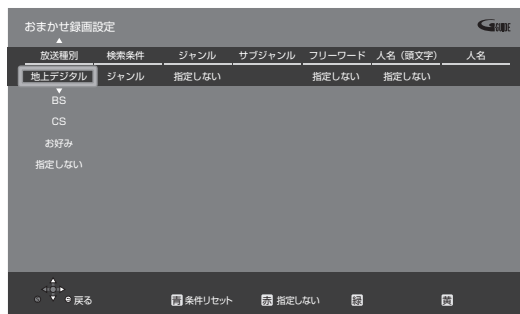 おまかせ録画設定
G GUIDE
放送種別 検索条件 ジャンル サブジャンル フリーワード 人名（頭文字） 人名
地上デジタル ジャンル 指定しない 指定しない 指定しない
BS
CS
お好み
指定しない
戻る 青 条件リセット 赤 指定しない 緑 黄